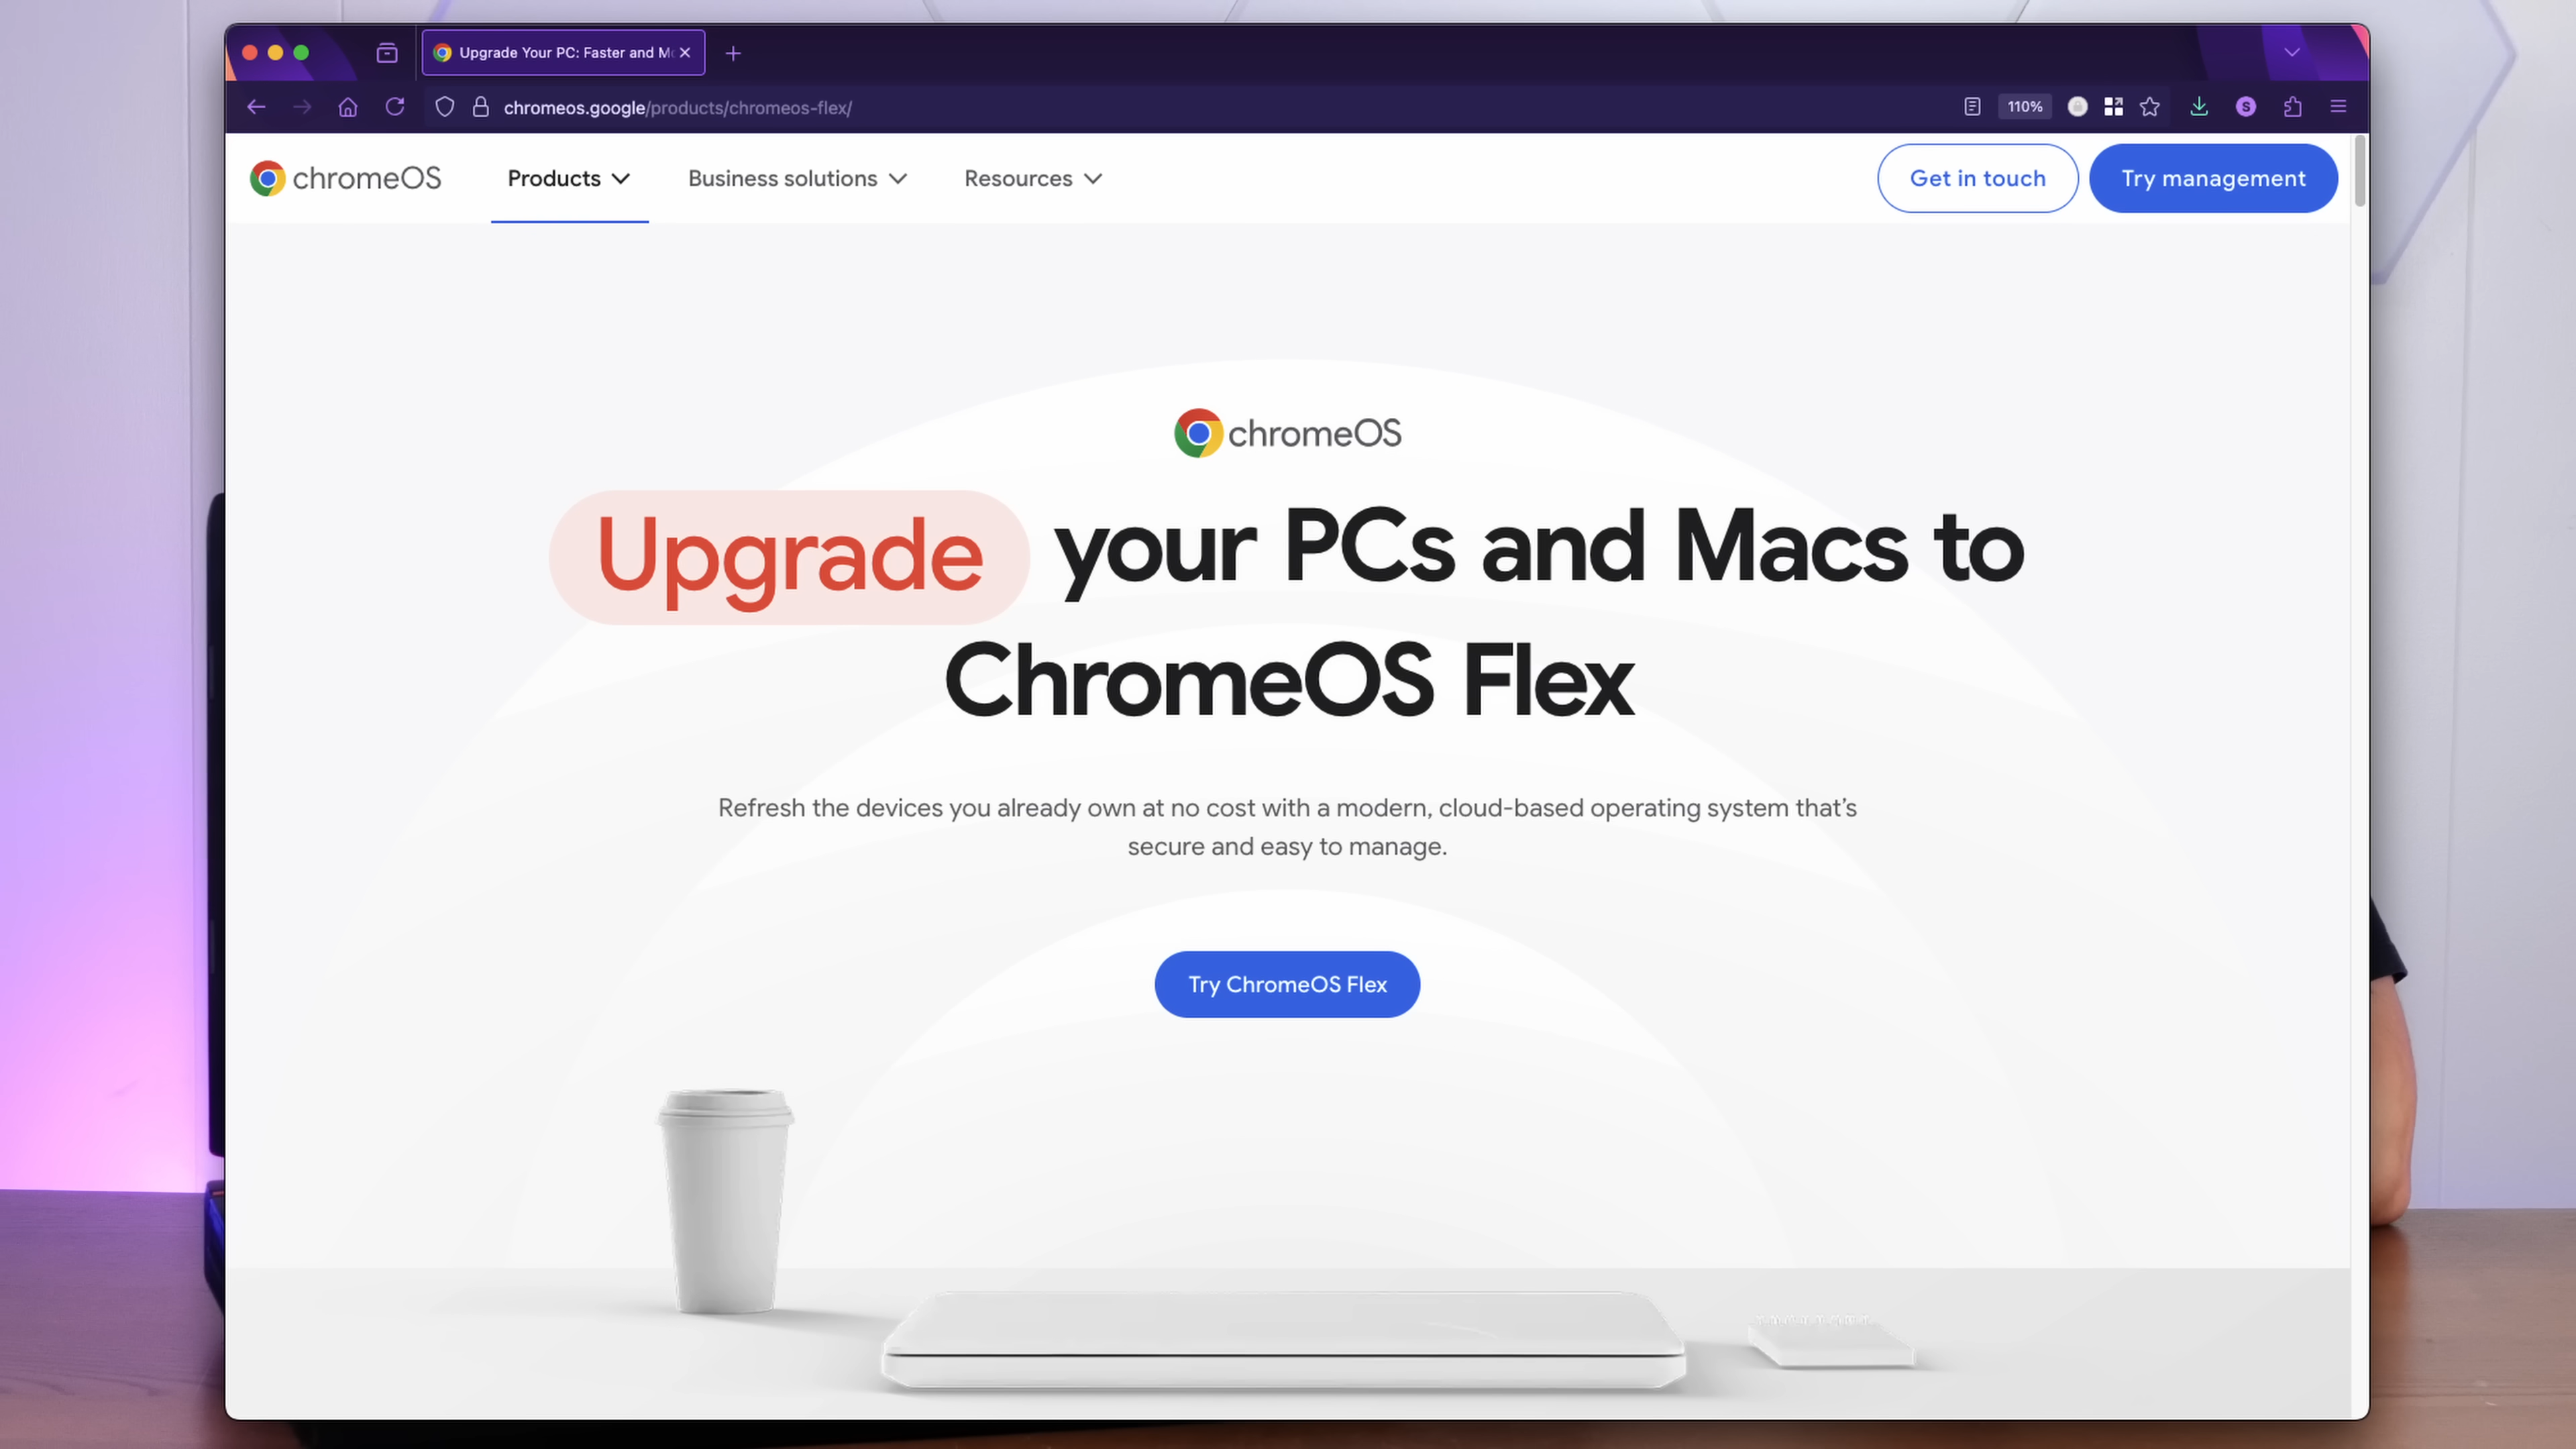 Upgrade Your PC: Faster and Mo
chromeos.google/products/chromeos-flex/
110%
S
chromeOS
Products
Business solutions
Resources
Get in touch
Try management
chromeOS
Upgrade your PCs and Macs to
ChromeOS Flex
Refresh the devices you already own at no cost with a modern, cloud-based operating system that’s
secure and easy to manage.
Try ChromeOS Flex